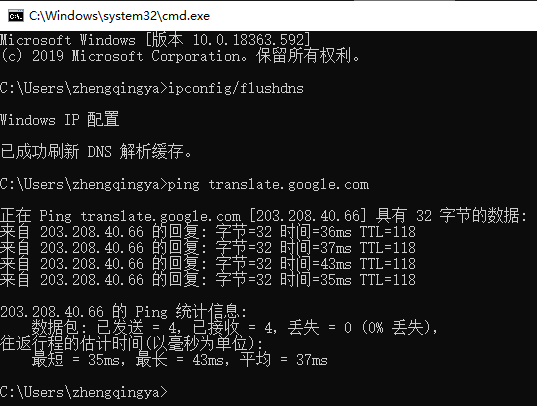 C:\Windows\system32\cmd.exe
Microsoft Windows [版本 10.0.18363.592]
(c) 2019 Microsoft Corporation。保留所有权利。
C:\Users\zhengqingya>ipconfig/flushdns
Windows IP 配置
已成功刷新 DNS 解析缓存。
C:\Users\zhengqingya>ping translate.google.com
正在 Ping translate.google.com [203.208.40.66] 具有 32 字节的数据:
来自 203.208.40.66 的回复: 字节=32 时间=36ms TTL=118
来自 203.208.40.66 的回复: 字节=32 时间=37ms TTL=118
来自 203.208.40.66 的回复: 字节=32 时间=43ms TTL=118
来自 203.208.40.66 的回复: 字节=32 时间=35ms TTL=118
203.208.40.66 的 Ping 统计信息:
数据包: 已发送 = 4，已接收 = 4，丢失 = 0 (0% 丢失)，
往返行程的估计时间(以毫秒为单位):
最短 = 35ms，最长 = 43ms，平均 = 37ms
C:\Users\zhengqingya>